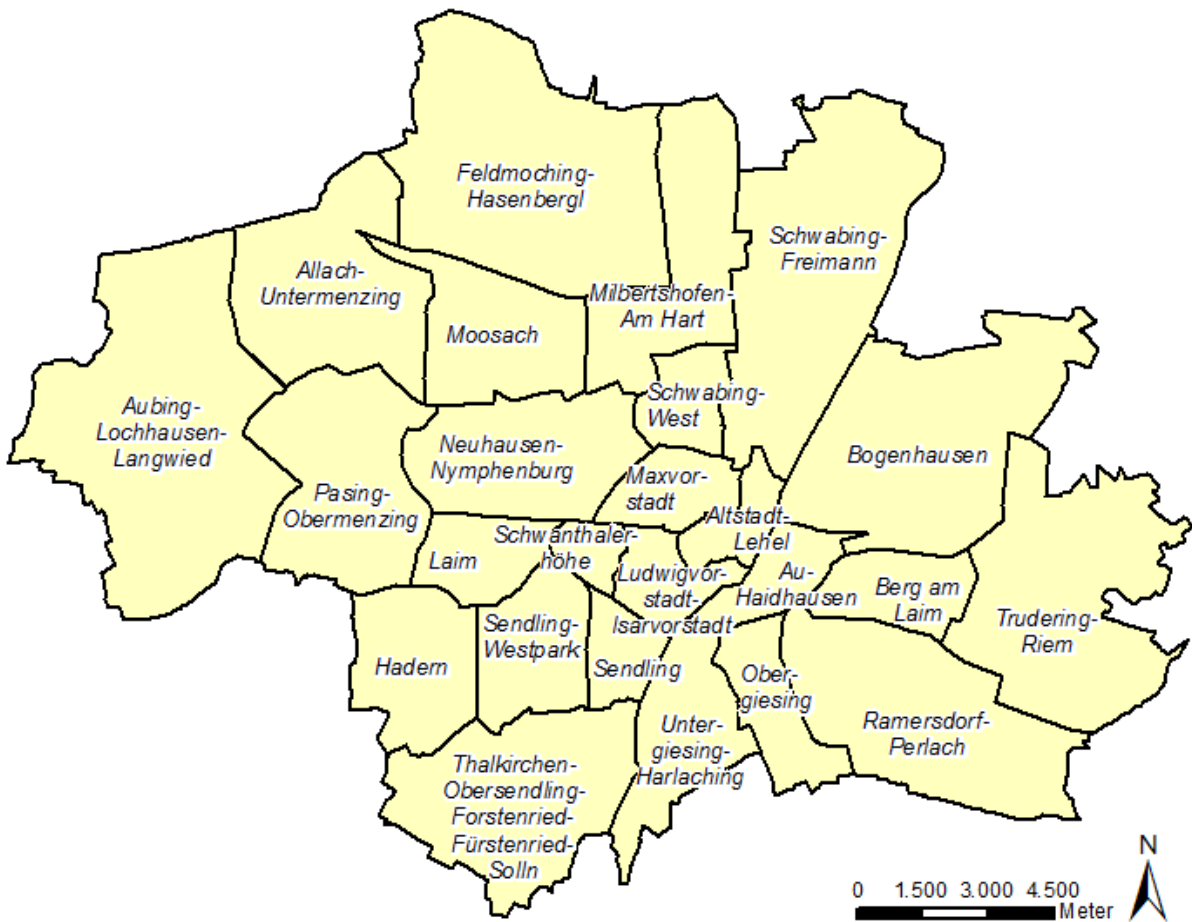 Feldmoching-
Hasenbergl
Schwabing-
Freimann
Allach-
Untermenzing
Milbertshofen-
Am Hart
Moosach
Schwabing-
West
Aubing-
Lochhausen-
Langwied
Neuhausen-
Nymphenburg
Bogenhausen
Maxvor-
stadt
Pasing-
Obermenzing
Altstadt-
Lehel
Schwanthaler-
höhe
Laim
Ludwigvor-
stadt-
Isarvorstadt
Au-
Haidhausen
Berg am
Laim
Trudering-
Riem
Sendling-
Westpark
Hadern
Sendling
Ober-
giesing
Unter-
giesing-
Harlaching
Ramersdorf-
Perlach
Thalkirchen-
Obersendling-
Forstenried-
Fürstenried-
Solln
N
0 1.500 3.000 4.500
Meter